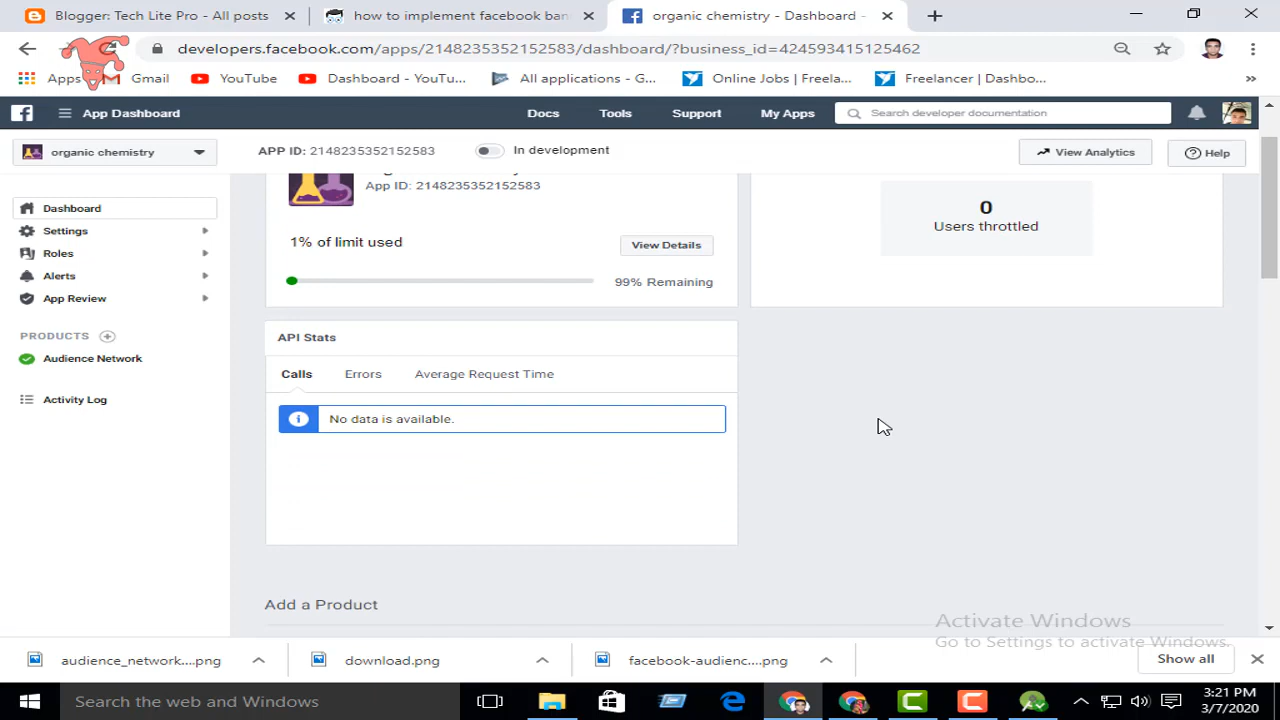 Blogger: Tech Lite Pro - All posts
how to implement facebook ban
organic chemistry - Dashboard -
developers.facebook.com/apps/2148235352152583/dashboard/?business_id=424593415125462
Apps
Gmail
YouTube
Dashboard - YouTu...
All applications - G...
Online Jobs | Freela...
Freelancer | Dashbo...
App Dashboard
Docs
Tools
Support
My Apps
Search developer documentation
organic chemistry
APP ID: 2148235352152583
In development
View Analytics
Help
App ID: 2148235352152583
1% of limit used
View Details
99% Remaining
0
Users throttled
Dashboard
Settings
Roles
Alerts
App Review
PRODUCTS
Audience Network
Activity Log
API Stats
Calls
Errors
Average Request Time
No data is available.
Add a Product
Activate Windows
Go to Settings to activate Windows.
audience_network....png
download.png
facebook-audienc....png
Show all
Search the web and Windows
3:21 PM
3/7/2020